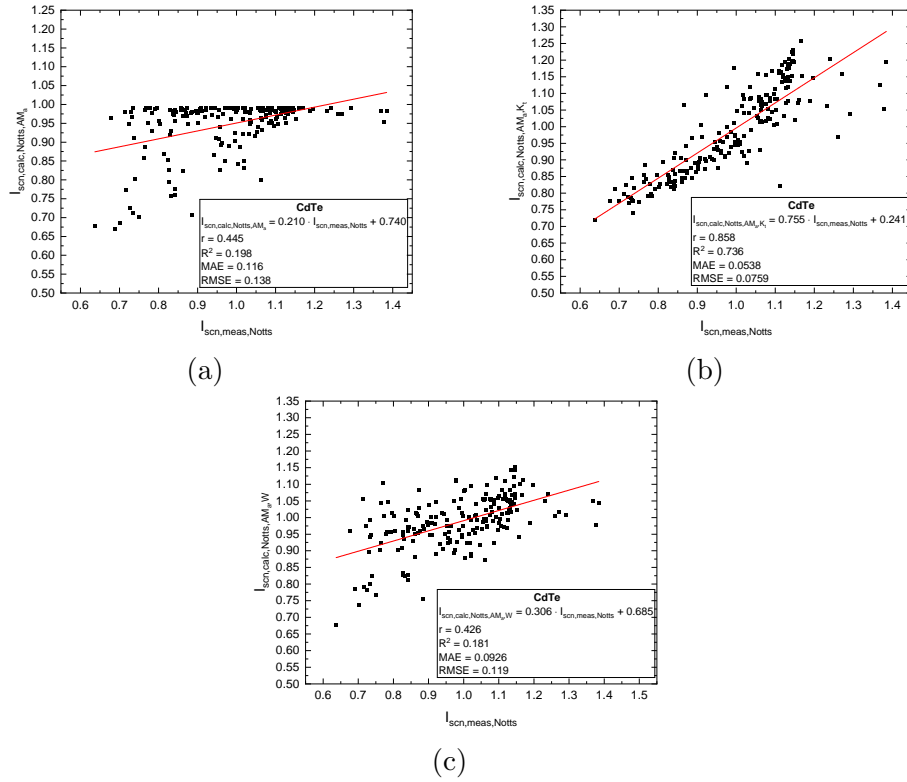 1.25
1.20
1.15
1.10
1.05
1.00
0.95
0.90
0.85
0.80
0.75
0.70
0.65
0.60
0.55
0.50
I_scn,calc,Notts,AM_a
CdTe
I_scn,calc,Notts,AM_a = 0.210 · I_scn,meas,Notts + 0.740
r = 0.445
R² = 0.198
MAE = 0.116
RMSE = 0.138
0.6 0.7 0.8 0.9 1.0 1.1 1.2 1.3 1.4
I_scn,meas,Notts
(a)
1.35
1.30
1.25
1.20
1.15
1.10
1.05
1.00
0.95
0.90
0.85
0.80
0.75
0.70
0.65
0.60
0.55
0.50
I_scn,calc,Notts,AM_a,K_t
CdTe
I_scn,calc,Notts,AM_a,K_t = 0.755 · I_scn,meas,Notts + 0.241
r = 0.858
R² = 0.736
MAE = 0.0538
RMSE = 0.0759
0.6 0.7 0.8 0.9 1.0 1.1 1.2 1.3 1.4
I_scn,meas,Notts
(b)
1.35
1.30
1.25
1.20
1.15
1.10
1.05
1.00
0.95
0.90
0.85
0.80
0.75
0.70
0.65
0.60
0.55
0.50
I_scn,calc,Notts,AM_a,W
CdTe
I_scn,calc,Notts,AM_a,W = 0.306 · I_scn,meas,Notts + 0.685
r = 0.426
R² = 0.181
MAE = 0.0926
RMSE = 0.119
0.6 0.7 0.8 0.9 1.0 1.1 1.2 1.3 1.4 1.5
I_scn,meas,Notts
(c)